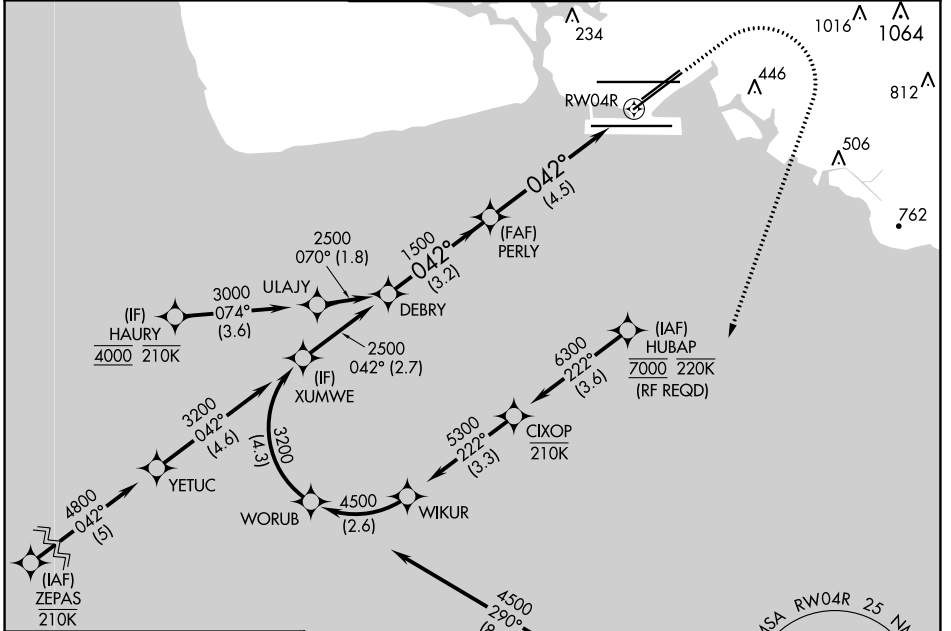 234
1016
1064
446
812
RW04R
506
762
042°
(4.5)
(FAF)
PERLY
1500
042°
(3.2)
2500
070° (1.8)
ULAJY
DEBRY
3000
074°
(3.6)
(IF)
HAURY
4000 210K
2500
042° (2.7)
(IF)
XUMWE
(IAF)
HUBAP
7000 220K
(RF REQD)
6300
222°
(3.6)
CIXOP
210K
5300
222°
(3.3)
3200
042°
(4.6)
3200
(4.3)
YETUC
WORUB
4500
(2.6)
WIKUR
4800
042°
(5)
(IAF)
ZEPAS
210K
4500
290°
MSA RW04R 25